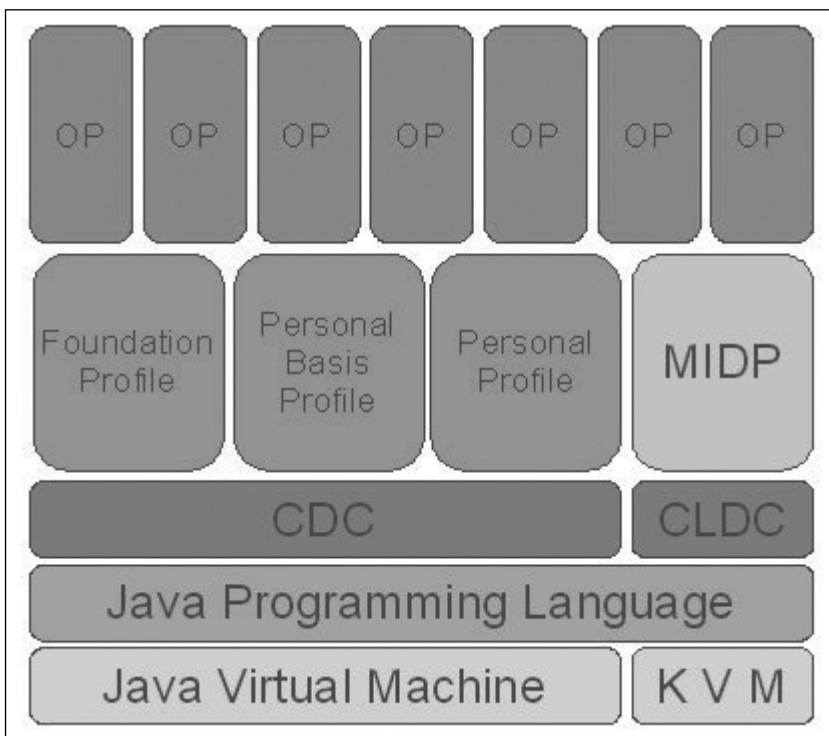 OP OP OP OP OP OP OP
Foundation
Profile
Personal
Basis
Profile
Personal
Profile
MIDP
CDC CLDC
Java Programming Language
Java Virtual Machine K V M